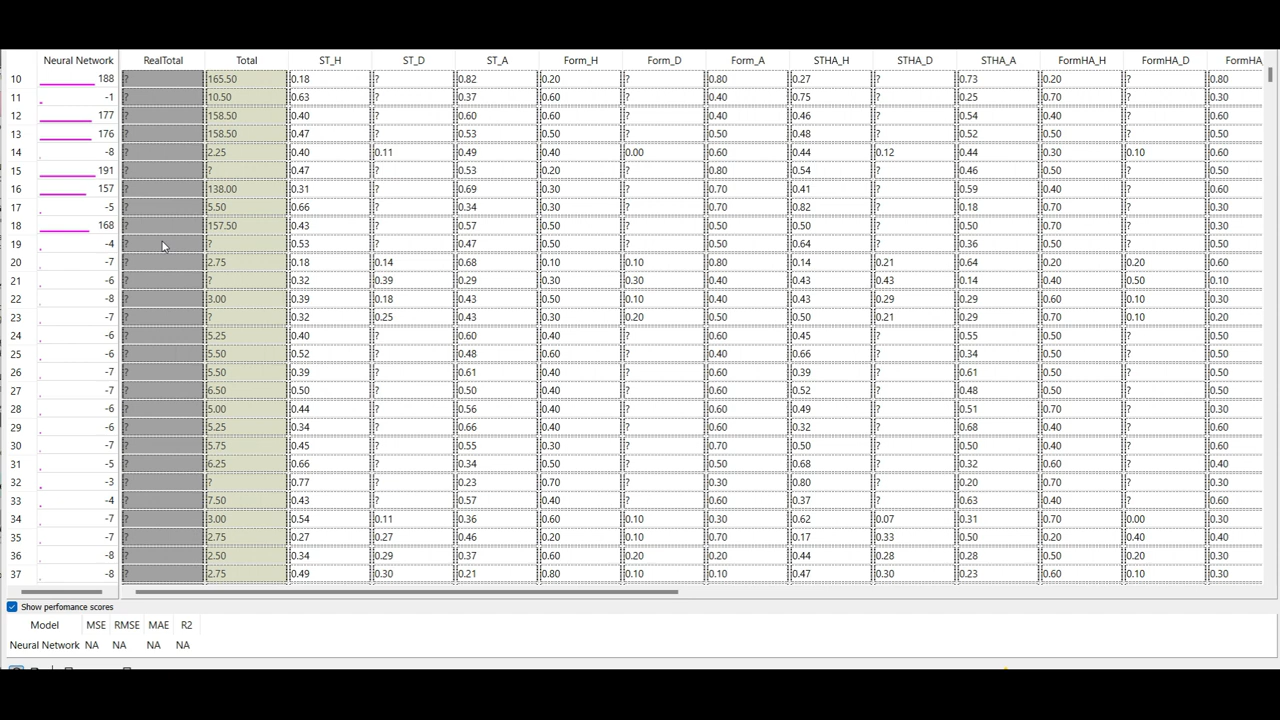 Neural Network RealTotal Total ST_H ST_D ST_A Form_H Form_D Form_A STHA_H STHA_D STHA_A FormHA_H FormHA_D FormHA
10 188 ? 165.50 0.18 ? 0.82 0.20 ? 0.80 0.27 ? 0.73 0.20 ? 0.80
11 -1 ? 10.50 0.63 ? 0.37 0.60 ? 0.40 0.75 ? 0.25 0.70 ? 0.30
12 177 ? 158.50 0.40 ? 0.60 0.60 ? 0.40 0.46 ? 0.54 0.40 ? 0.60
13 176 ? 158.50 0.47 ? 0.53 0.50 ? 0.50 0.48 ? 0.52 0.50 ? 0.50
14 -8 ? 2.25 0.40 0.11 0.49 0.40 0.00 0.60 0.44 0.12 0.44 0.30 0.10 0.60
15 191 ? ? 0.47 ? 0.53 0.20 ? 0.80 0.54 ? 0.46 0.50 ? 0.50
16 157 ? 138.00 0.31 ? 0.69 0.30 ? 0.70 0.41 ? 0.59 0.40 ? 0.60
17 -5 ? 5.50 0.66 ? 0.34 0.30 ? 0.70 0.82 ? 0.18 0.70 ? 0.30
18 168 ? 157.50 0.43 ? 0.57 0.50 ? 0.50 0.50 ? 0.50 0.70 ? 0.30
19 -4 ? ? 0.53 ? 0.47 0.50 ? 0.50 0.64 ? 0.36 0.50 ? 0.50
20 -7 ? 2.75 0.18 0.14 0.68 0.10 0.10 0.80 0.14 0.21 0.64 0.20 0.20 0.60
21 -6 ? ? 0.32 0.39 0.29 0.30 0.30 0.40 0.43 0.43 0.14 0.40 0.50 0.10
22 -8 ? 3.00 0.39 0.18 0.43 0.50 0.10 0.40 0.43 0.29 0.29 0.60 0.10 0.30
23 -7 ? ? 0.32 0.25 0.43 0.30 0.20 0.50 0.50 0.21 0.29 0.70 0.10 0.20
24 -6 ? 5.25 0.40 ? 0.60 0.40 ? 0.60 0.45 ? 0.55 0.50 ? 0.50
25 -6 ? 5.50 0.52 ? 0.48 0.60 ? 0.40 0.66 ? 0.34 0.50 ? 0.50
26 -7 ? 5.50 0.39 ? 0.61 0.40 ? 0.60 0.39 ? 0.61 0.50 ? 0.50
27 -7 ? 6.50 0.50 ? 0.50 0.40 ? 0.60 0.52 ? 0.48 0.50 ? 0.50
28 -6 ? 5.00 0.44 ? 0.56 0.40 ? 0.60 0.49 ? 0.51 0.70 ? 0.30
29 -6 ? 5.25 0.34 ? 0.66 0.40 ? 0.60 0.32 ? 0.68 0.40 ? 0.60
30 -7 ? 5.75 0.45 ? 0.55 0.30 ? 0.70 0.50 ? 0.50 0.40 ? 0.60
31 -5 ? 6.25 0.66 ? 0.34 0.50 ? 0.50 0.68 ? 0.32 0.60 ? 0.40
32 -3 ? ? 0.77 ? 0.23 0.70 ? 0.30 0.80 ? 0.20 0.70 ? 0.30
33 -4 ? 7.50 0.43 ? 0.57 0.40 ? 0.60 0.37 ? 0.63 0.40 ? 0.60
34 -7 ? 3.00 0.54 0.11 0.36 0.60 0.10 0.30 0.62 0.07 0.31 0.70 0.00 0.30
35 -7 ? 2.75 0.27 0.27 0.46 0.20 0.10 0.70 0.17 0.33 0.50 0.20 0.40 0.40
36 -8 ? 2.50 0.34 0.29 0.37 0.60 0.20 0.20 0.44 0.28 0.28 0.50 0.20 0.30
37 -8 ? 2.75 0.49 0.30 0.21 0.80 0.10 0.10 0.47 0.30 0.23 0.60 0.10 0.30
Show perfomance scores
Model MSE RMSE MAE R2
Neural Network NA NA NA NA